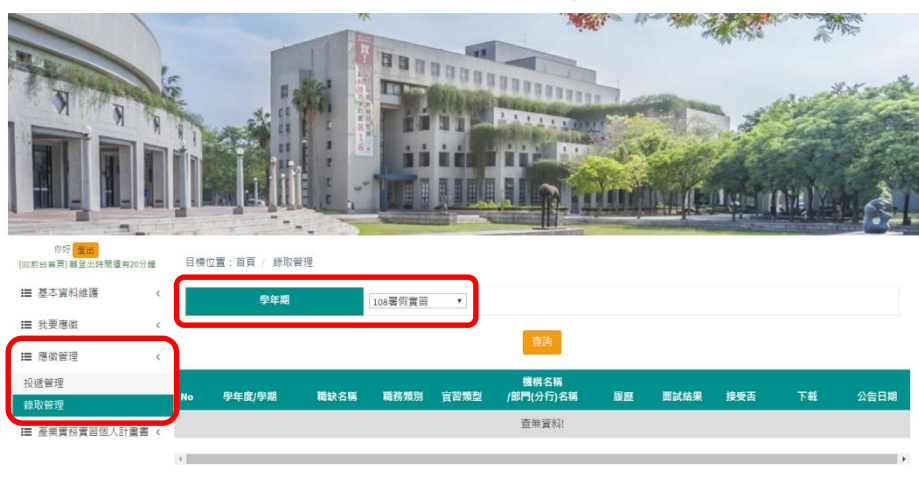 你好 登出
[回前台首頁] 離登出時間還有20分鐘
目標位置：首頁 / 錄取管理
基本資料維護
我要應徵
應徵管理
投遞管理
錄取管理
產業實務實習個人計畫書
學年期 108暑假實習
查詢
No 學年度/學期 職缺名稱 職務類別 實習類型 機構名稱
/部門(分行)名稱 履歷 面試結果 接受否 下載 公告日期
查無資料!